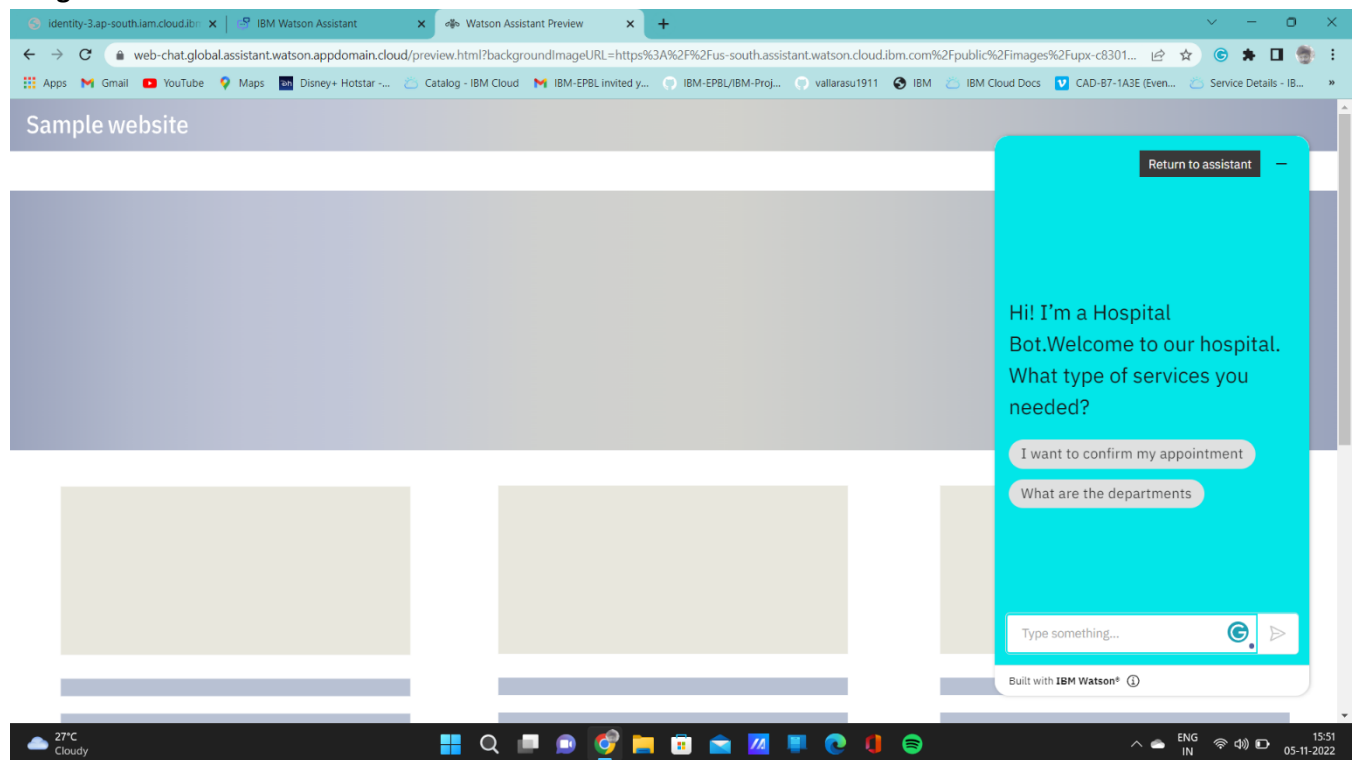 identity-3.ap-south.iam.cloud.ib
IBM Watson Assistant
Watson Assistant Preview
web-chat.global.assistant.watson.appdomain.cloud/preview.html?backgroundImageURL=https%3A%2F%2Fus-south.assistant.watson.cloud.ibm.com%2Fpublic%2Fimages%2Fupx-c8301...
Apps Gmail YouTube Maps Disney+ Hotstar -... Catalog - IBM Cloud IBM-EPBL invited y... IBM-EPBL/IBM-Proj... vallarasu1911 IBM IBM Cloud Docs CAD-B7-1A3E (Even... Service Details - IB... »
Sample website
Return to assistant
Hi! I’m a Hospital
Bot.Welcome to our hospital.
What type of services you
needed?
I want to confirm my appointment
What are the departments
Type something...
Built with IBM Watson®
27°C
Cloudy
ENG
IN
15:51
05-11-2022